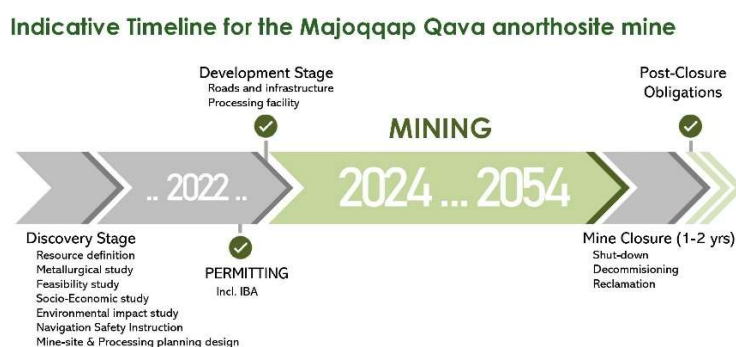 Indicative Timeline for the Majoqqap Qava anorthosite mine
Development Stage
Roads and infrastructure
Processing facility
Post-Closure
Obligations
MINING
.. 2022 ..
2024 ... 2054
Discovery Stage
Resource definition
Metallurgical study
Feasibility study
Socio-Economic study
Environmental impact study
Navigation Safety Instruction
Mine-site & Processing planning design
PERMITTING
Incl. IBA
Mine Closure (1-2 yrs)
Shut-down
Decommisioning
Reclamation